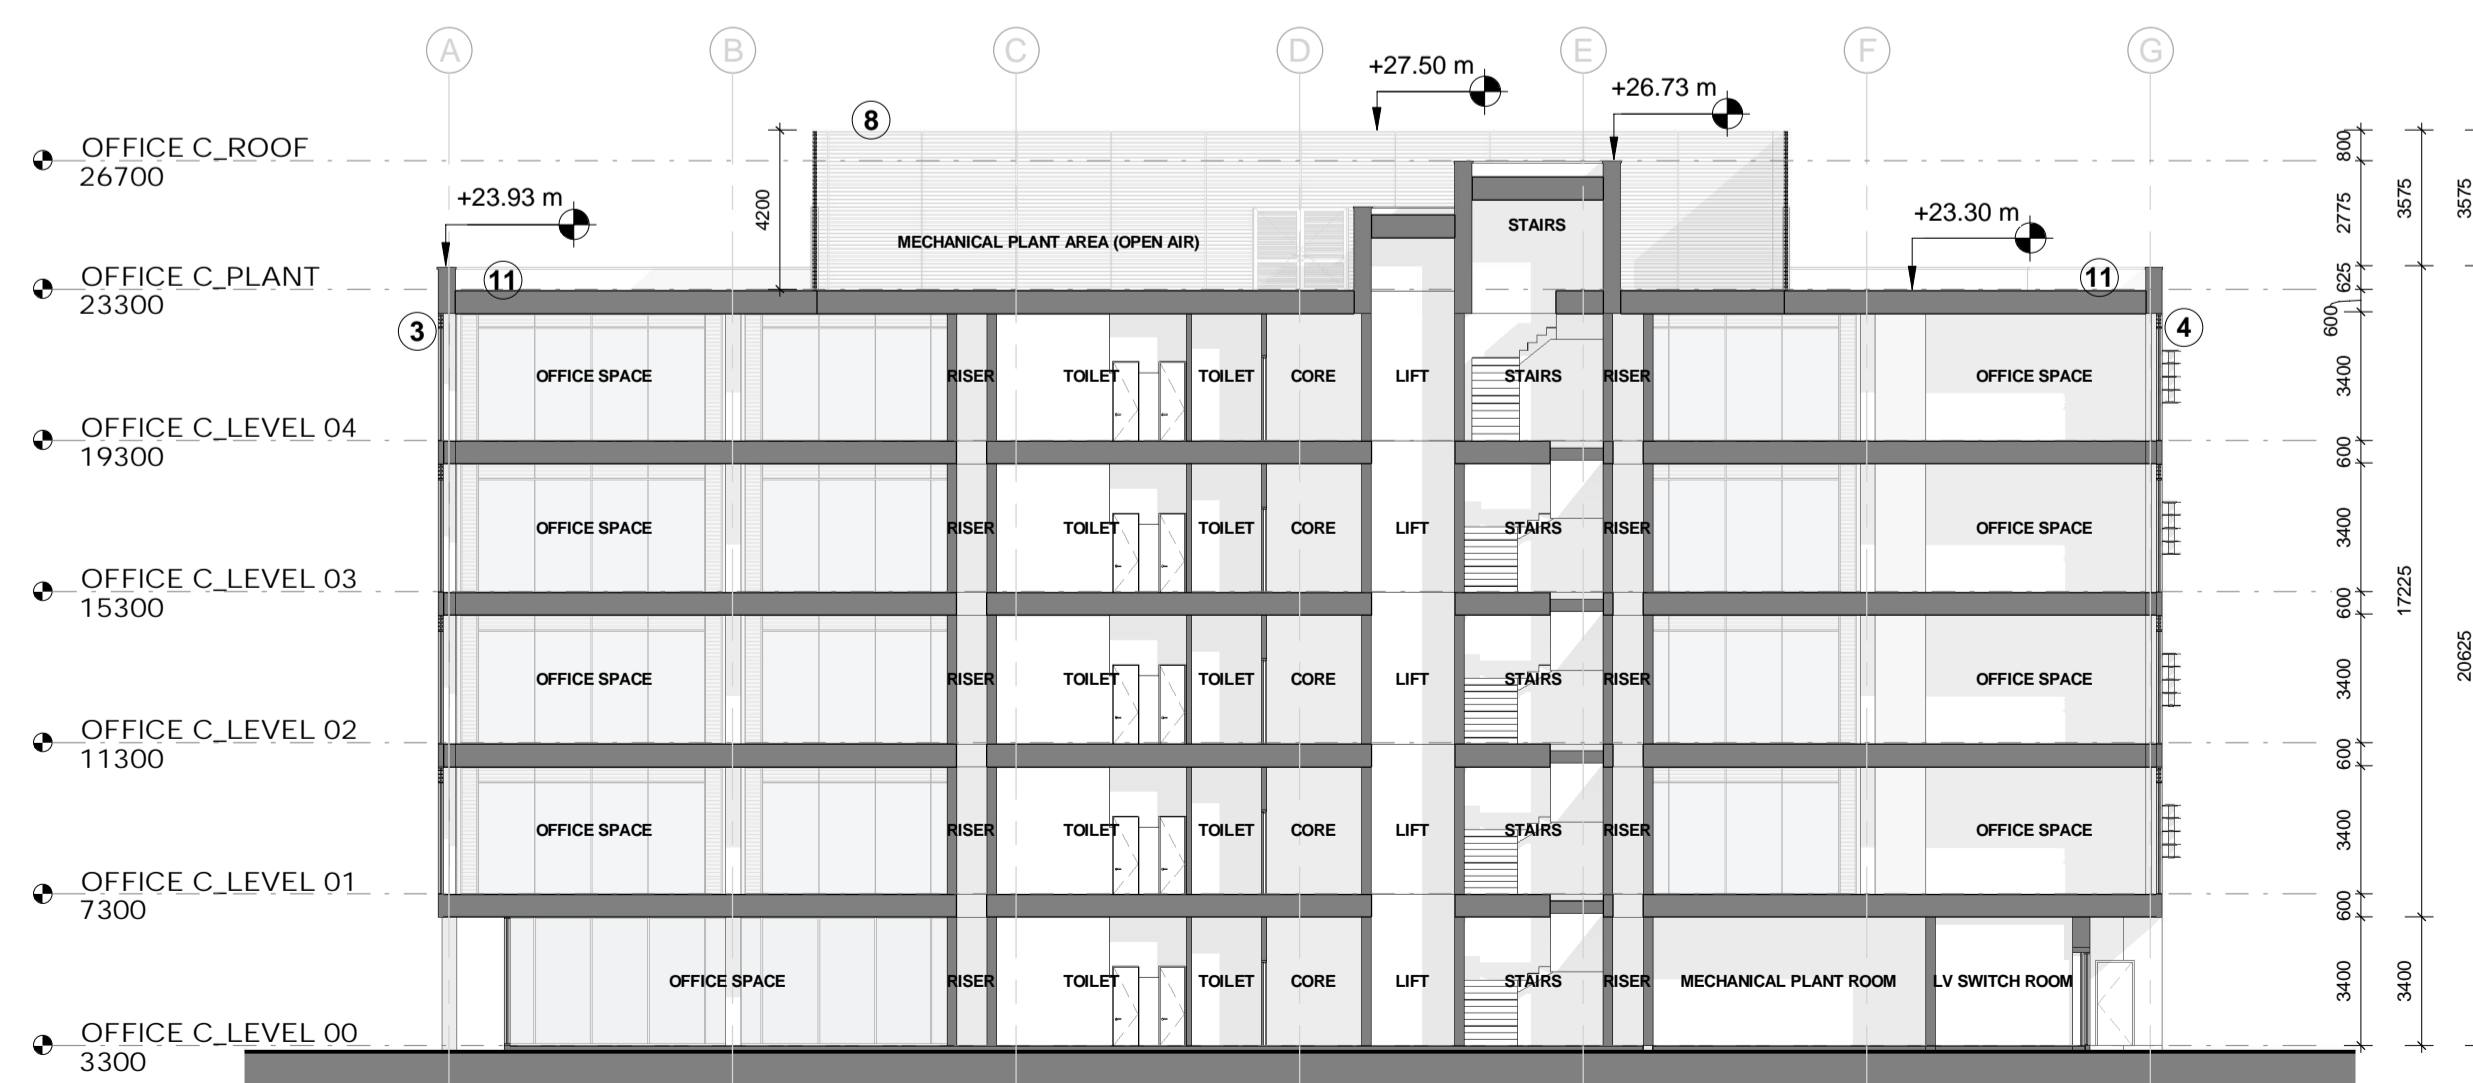 A
B
C
D
E
F
G
+27.50 m
+26.73 m
8
OFFICE C_ROOF
26700
+23.93 m
4200
MECHANICAL PLANT AREA (OPEN AIR)
STAIRS
+23.30 m
OFFICE C_PLANT
23300
11
11
3
4
OFFICE SPACE
RISER
TOILET
TOILET
CORE
LIFT
STAIRS
RISER
OFFICE SPACE
OFFICE C_LEVEL 04
19300
OFFICE SPACE
RISER
TOILET
TOILET
CORE
LIFT
STAIRS
RISER
OFFICE SPACE
OFFICE C_LEVEL 03
15300
OFFICE SPACE
RISER
TOILET
TOILET
CORE
LIFT
STAIRS
RISER
OFFICE SPACE
OFFICE C_LEVEL 02
11300
OFFICE SPACE
RISER
TOILET
TOILET
CORE
LIFT
STAIRS
RISER
OFFICE SPACE
OFFICE C_LEVEL 01
7300
OFFICE SPACE
RISER
TOILET
TOILET
CORE
LIFT
STAIRS
RISER
MECHANICAL PLANT ROOM
LV SWITCH ROOM
OFFICE C_LEVEL 00
3300
800
2775
625
600
3400
600
3400
600
3400
600
3400
600
3400
3575
17225
3400
3575
20625